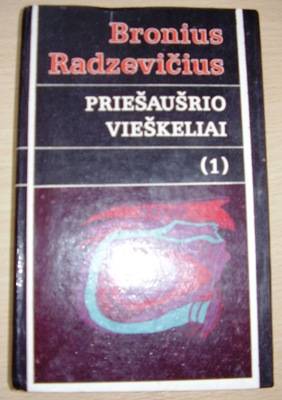 Bronius
Radzevičius
PRIEŠAUŠRIO
VIEŠKELIAI
(1)